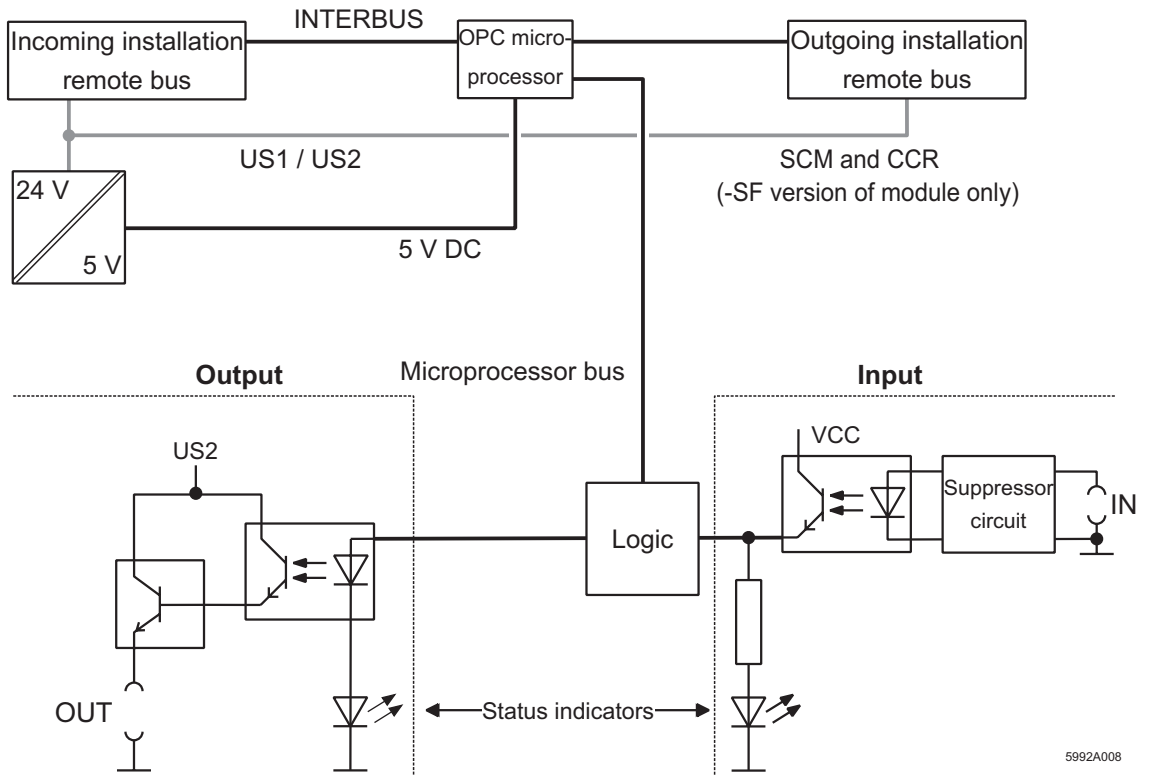 INTERBUS
Incoming installation
remote bus
OPC micro-
processor
Outgoing installation
remote bus
US1 / US2
SCM and CCR
(-SF version of module only)
24 V
5 V
5 V DC
Output
Microprocessor bus
Input
US2
VCC
Suppressor
circuit
IN
Logic
OUT
Status indicators
5992A008